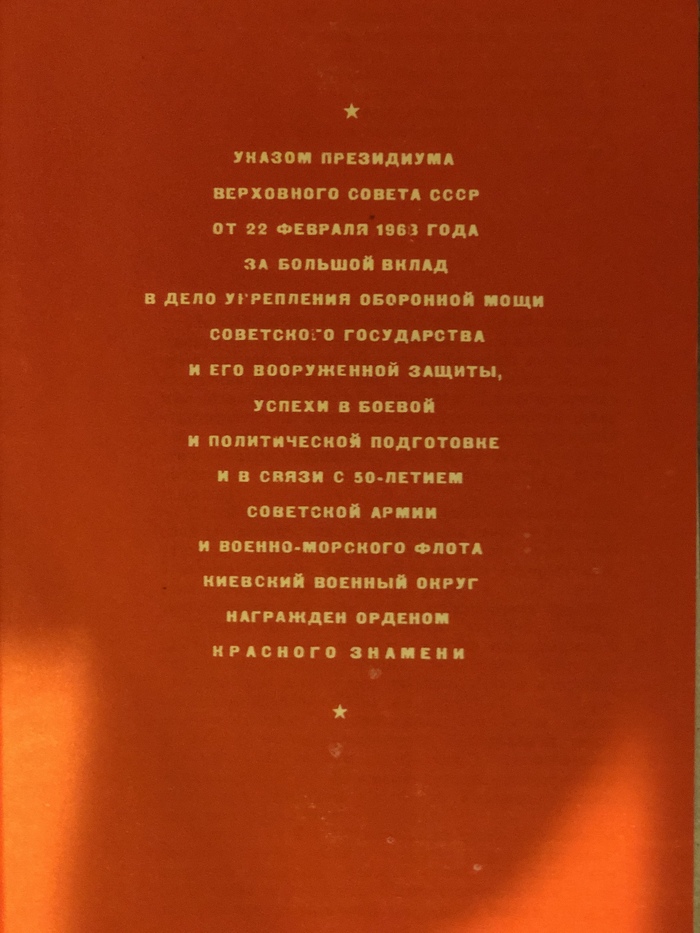 УКАЗОМ ПРЕЗИДИУМА
ВЕРХОВНОГО СОВЕТА СССР
ОТ 22 ФЕВРАЛЯ 1968 ГОДА
ЗА БОЛЬШОЙ ВКЛАД
В ДЕЛО УКРЕПЛЕНИЯ ОБОРОННОЙ МОЩИ
СОВЕТСКОГО ГОСУДАРСТВА
И ЕГО ВООРУЖЕННОЙ ЗАЩИТЫ,
УСПЕХИ В БОЕВОЙ
И ПОЛИТИЧЕСКОЙ ПОДГОТОВКЕ
И В СВЯЗИ С 50-ЛЕТИЕМ
СОВЕТСКОЙ АРМИИ
И ВОЕННО-МОРСКОГО ФЛОТА
КИЕВСКИЙ ВОЕННЫЙ ОКРУГ
НАГРАЖДЕН ОРДЕНОМ
КРАСНОГО ЗНАМЕНИ